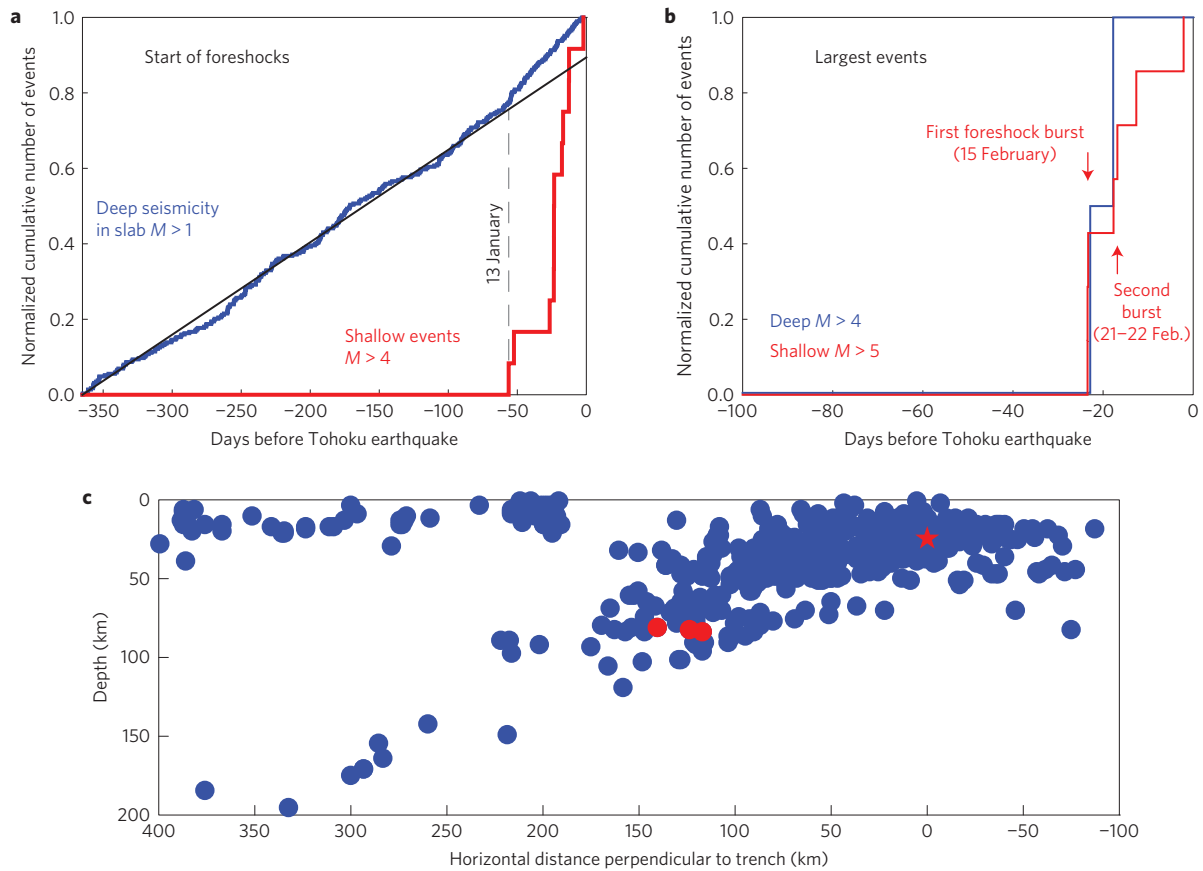 a
Normalized cumulative number of events
1.0
0.8
0.6
0.4
0.2
0.0
Start of foreshocks
Deep seismicity
in slab M > 1
13 January
Shallow events
M > 4
−350
−300
−250
−200
−150
−100
−50
0
Days before Tohoku earthquake
b
Normalized cumulative number of events
1.0
0.8
0.6
0.4
0.2
0.0
Largest events
First foreshock burst
(15 February)
Second
burst
(21–22 Feb.)
Deep M > 4
Shallow M > 5
−100
−80
−60
−40
−20
0
Days before Tohoku earthquake
c
Depth (km)
0
50
100
150
200
400
350
300
250
200
150
100
50
0
−50
−100
Horizontal distance perpendicular to trench (km)